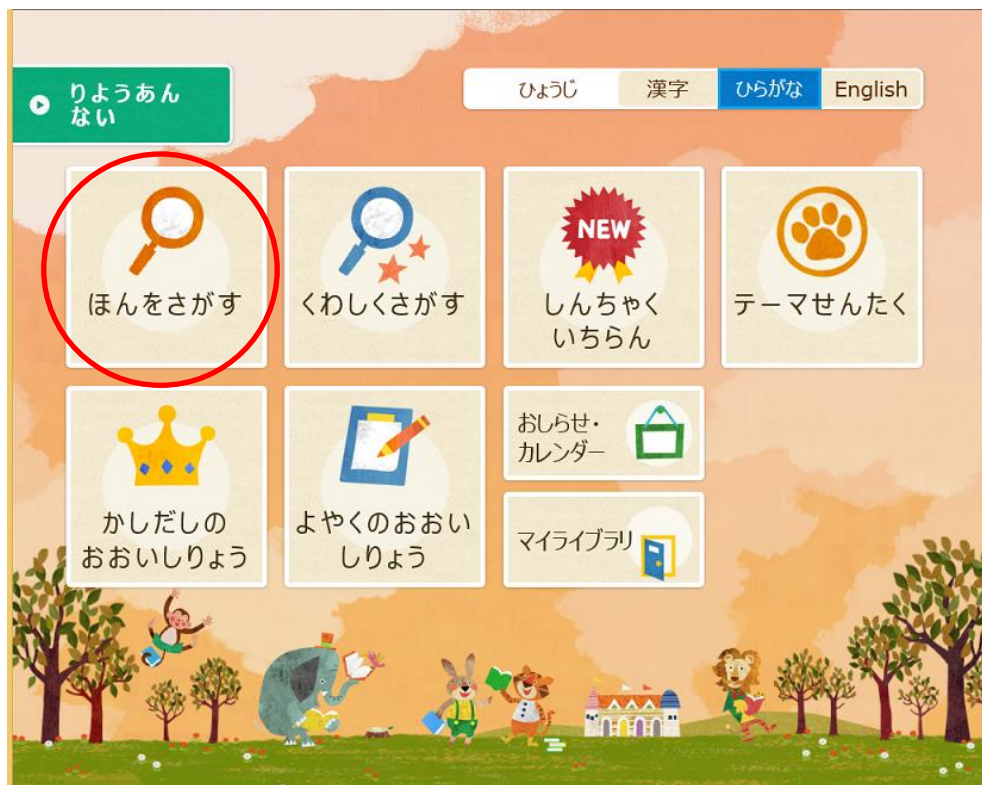 りようあん
ない
ひょうじ 漢字 ひらがな English
ほんをさがす
くわしくさがす
NEW
しんちゃく
いちらん
テーマせんたく
かしだしの
おおいしりょう
よやくのおおい
しりょう
おしらせ・
カレンダー
マイライブラリ